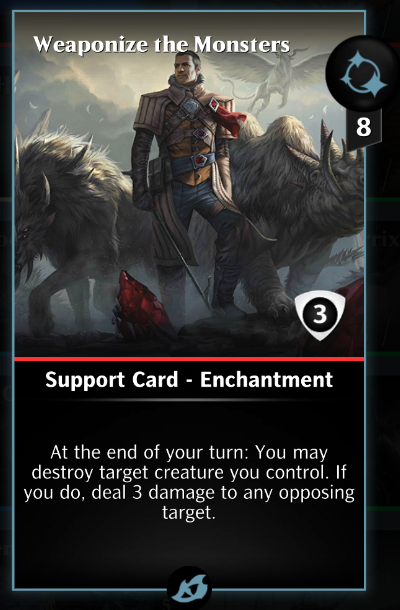 Weaponize the Monsters
8
3
Support Card - Enchantment
At the end of your turn: You may
destroy target creature you control. If
you do, deal 3 damage to any opposing
target.